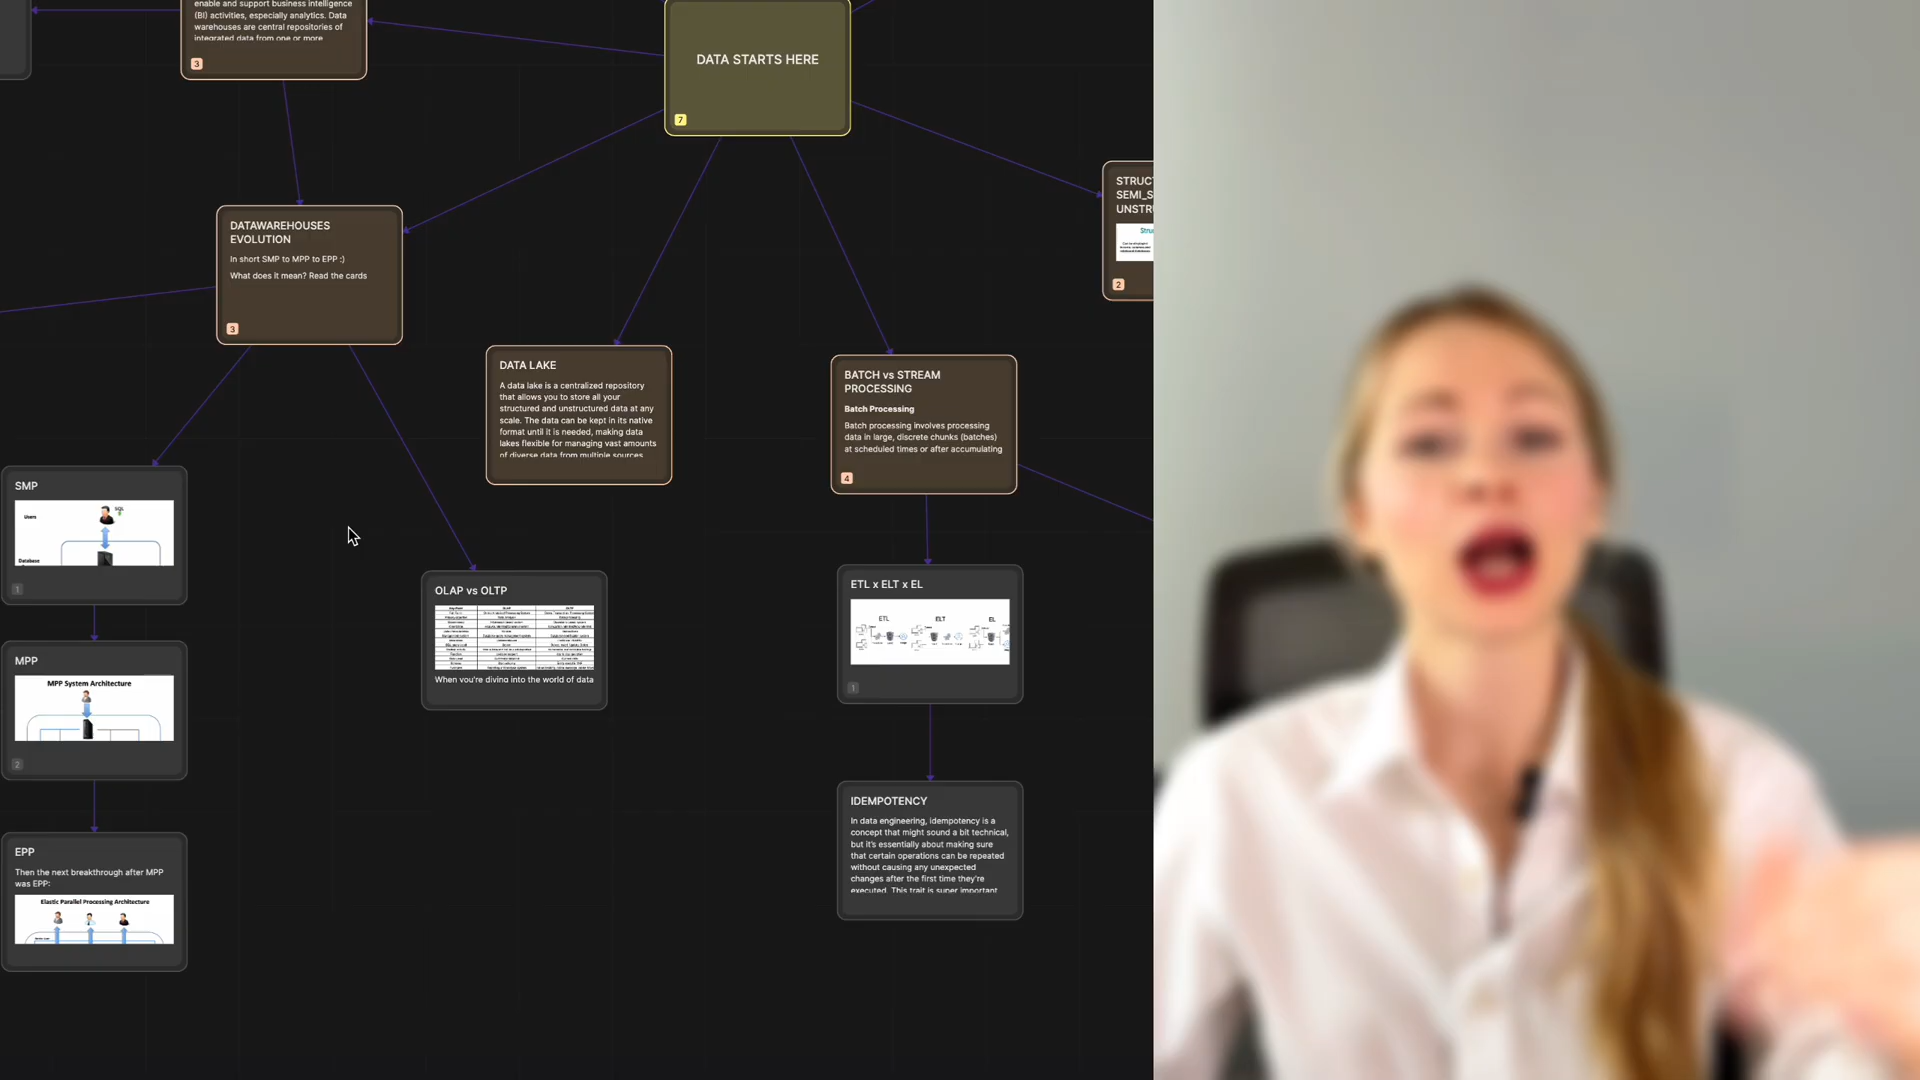 enable and support business intelligence
(BI) activities, especially analytics. Data
warehouses are central repositories of
integrated data from one or more
3
DATA STARTS HERE
7
STRUC
SEMI_S
UNSTRU
Struc
2
DATAWAREHOUSES
EVOLUTION
In short SMP to MPP to EPP :)
What does it mean? Read the cards
3
DATA LAKE
A data lake is a centralized repository
that allows you to store all your
structured and unstructured data at any
scale. The data can be kept in its native
format until it is needed, making data
lakes flexible for managing vast amounts
of diverse data from multiple sources
BATCH vs STREAM
PROCESSING
Batch Processing
Batch processing involves processing
data in large, discrete chunks (batches)
at scheduled times or after accumulating
4
SMP
Users
SQL
Database
1
OLAP vs OLTP
When you're diving into the world of data
ETL x ELT x EL
ETL
ELT
EL
1
MPP
MPP System Architecture
2
IDEMPOTENCY
In data engineering, idempotency is a
concept that might sound a bit technical,
but it's essentially about making sure
that certain operations can be repeated
without causing any unexpected
changes after the first time they're
executed. This trait is super important
EPP
Then the next breakthrough after MPP
was EPP:
Elastic Parallel Processing Architecture